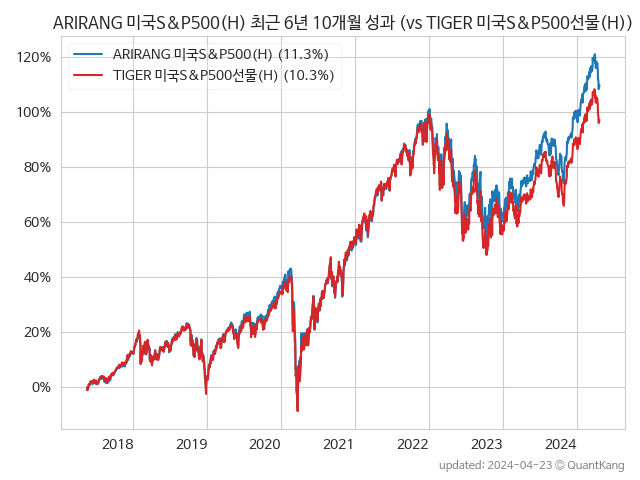 ARIRANG 미국S&P500(H) 최근 6년 10개월 성과 (vs TIGER 미국S&P500선물(H))
ARIRANG 미국S&P500(H) (11.3%)
TIGER 미국S&P500선물(H) (10.3%)
120%
100%
80%
60%
40%
20%
0%
2018 2019 2020 2021 2022 2023 2024
updated: 2024-04-23 © QuantKang